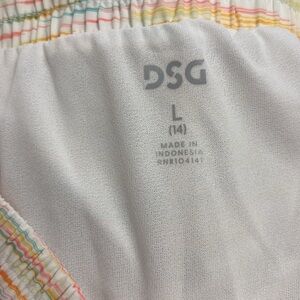 DSG
L
(14)
MADE IN
INDONESIA
RN#104141